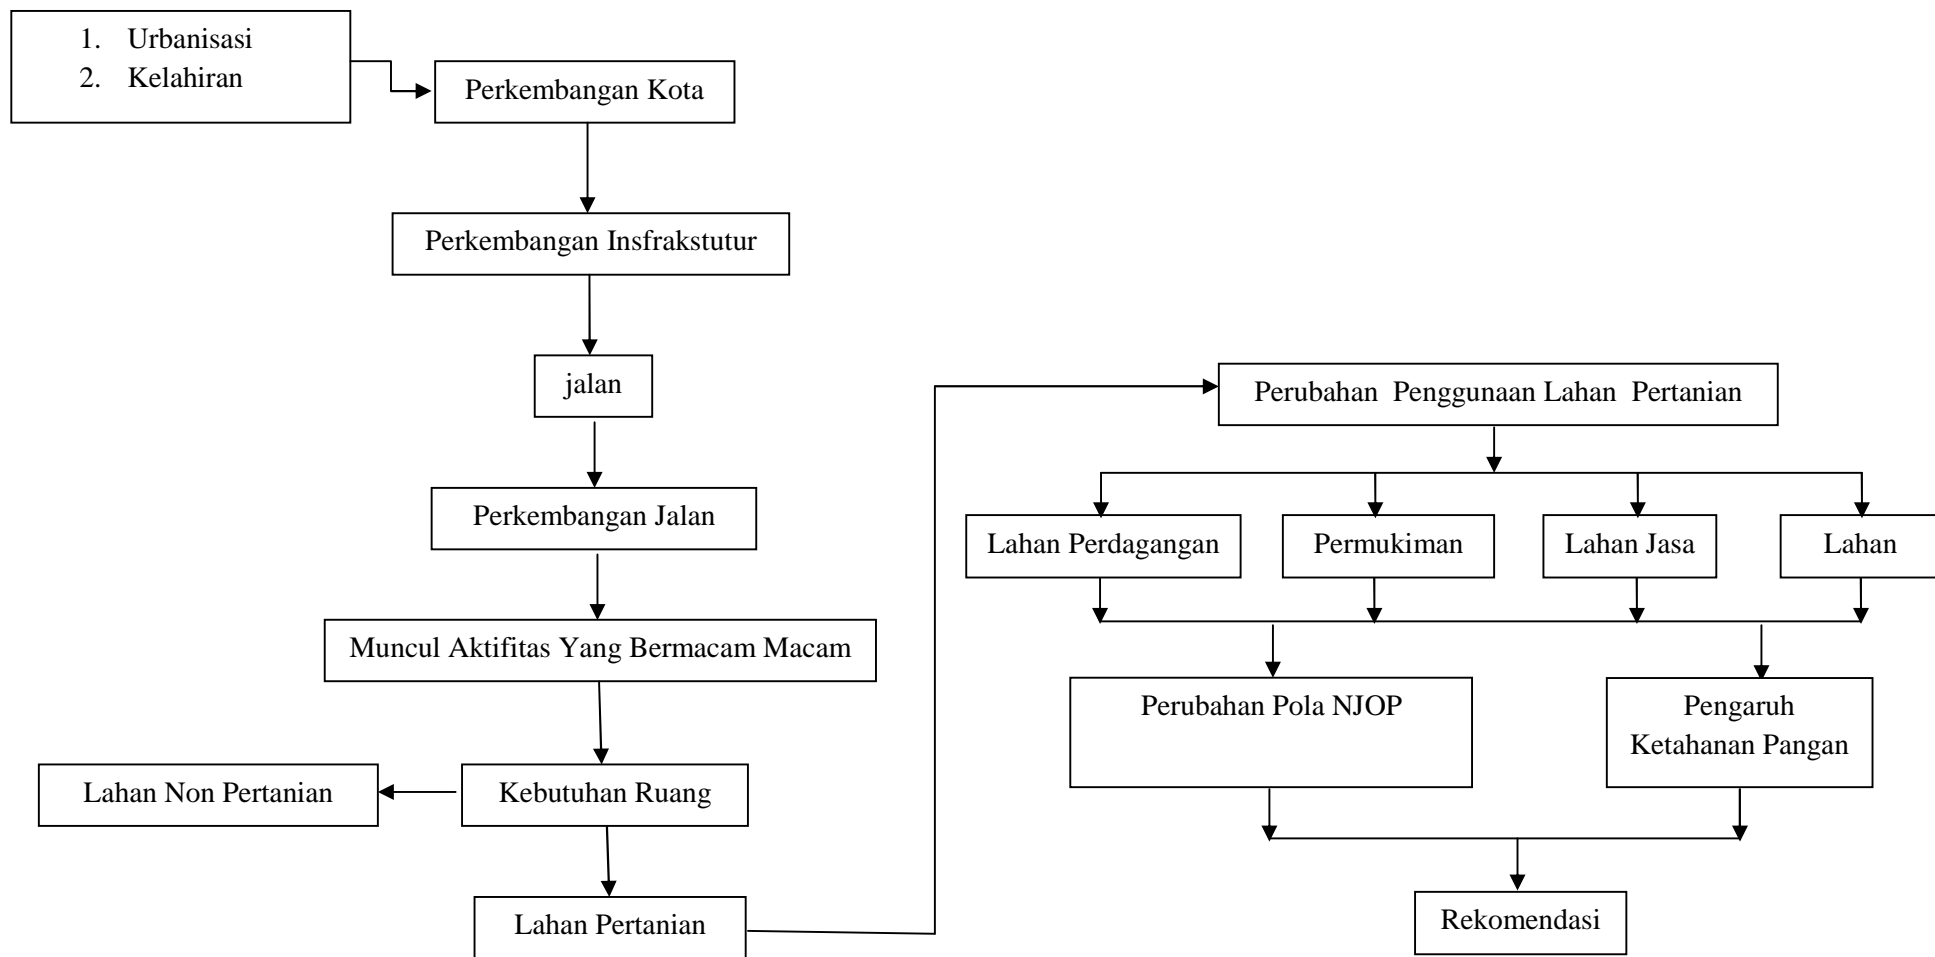 1. Urbanisasi
2. Kelahiran
Perkembangan Kota
Perkembangan Insfrakstutur
jalan
Perkembangan Jalan
Muncul Aktifitas Yang Bermacam Macam
Lahan Non Pertanian
Kebutuhan Ruang
Lahan Pertanian
Perubahan Penggunaan Lahan Pertanian
Lahan Perdagangan
Permukiman
Lahan Jasa
Lahan
Perubahan Pola NJOP
Pengaruh
Ketahanan Pangan
Rekomendasi